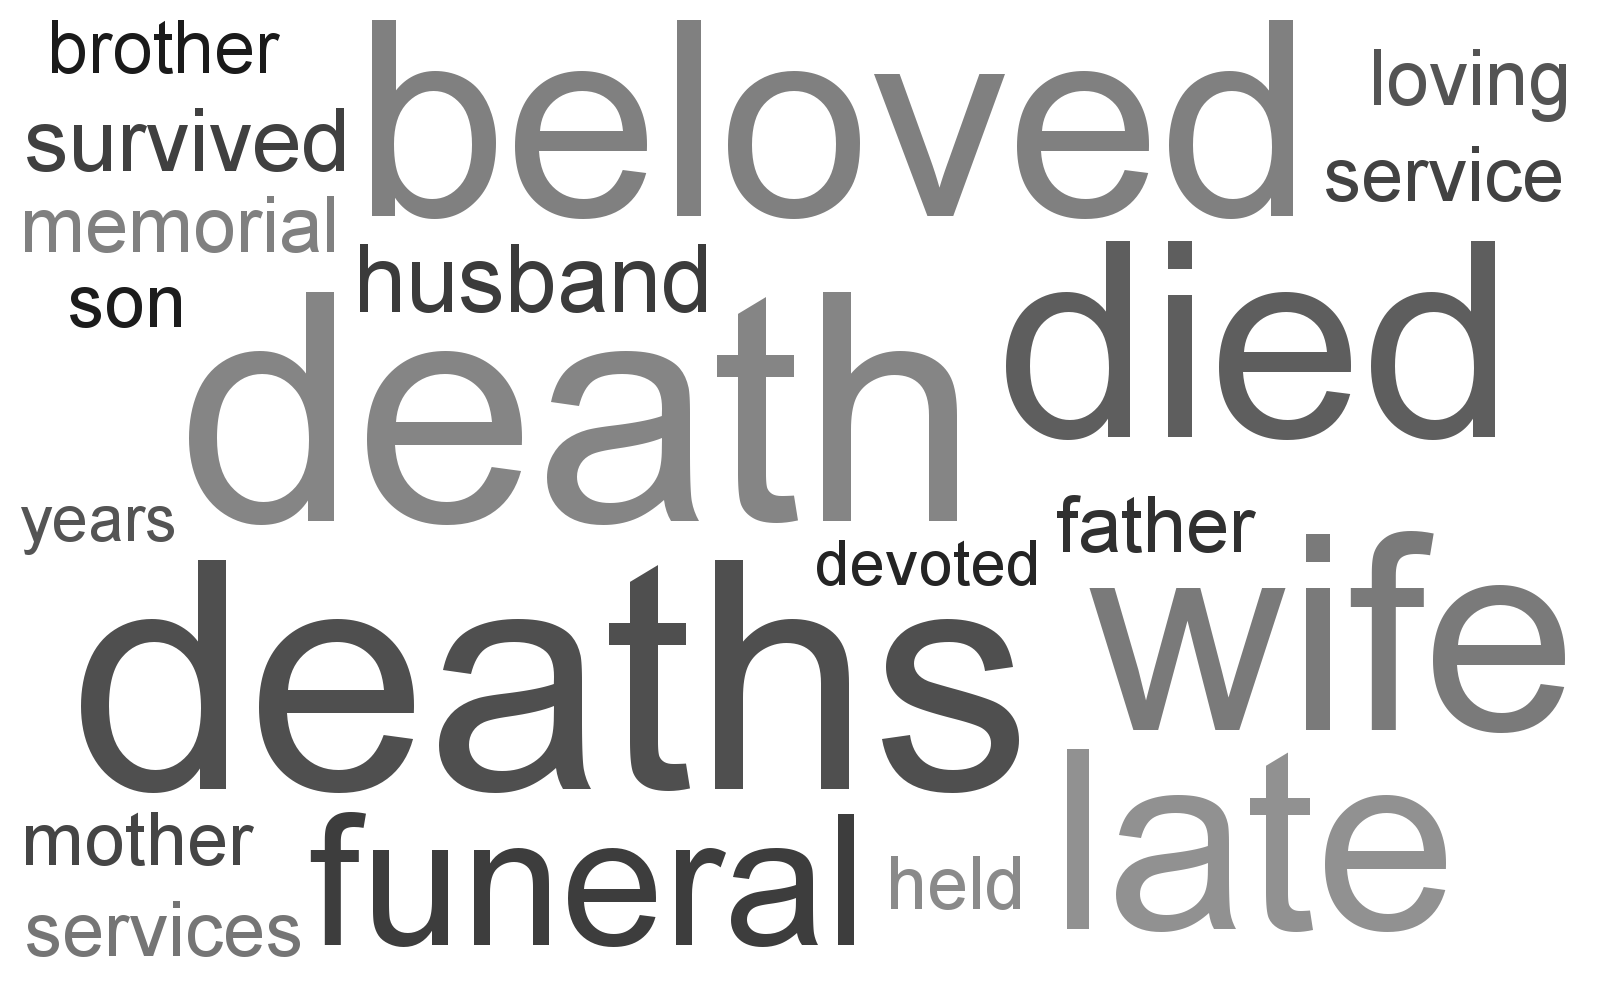 brother
beloved
loving
survived
service
memorial
husband
died
son
death
years
father
devoted
wife
deaths
late
mother
funeral
held
services